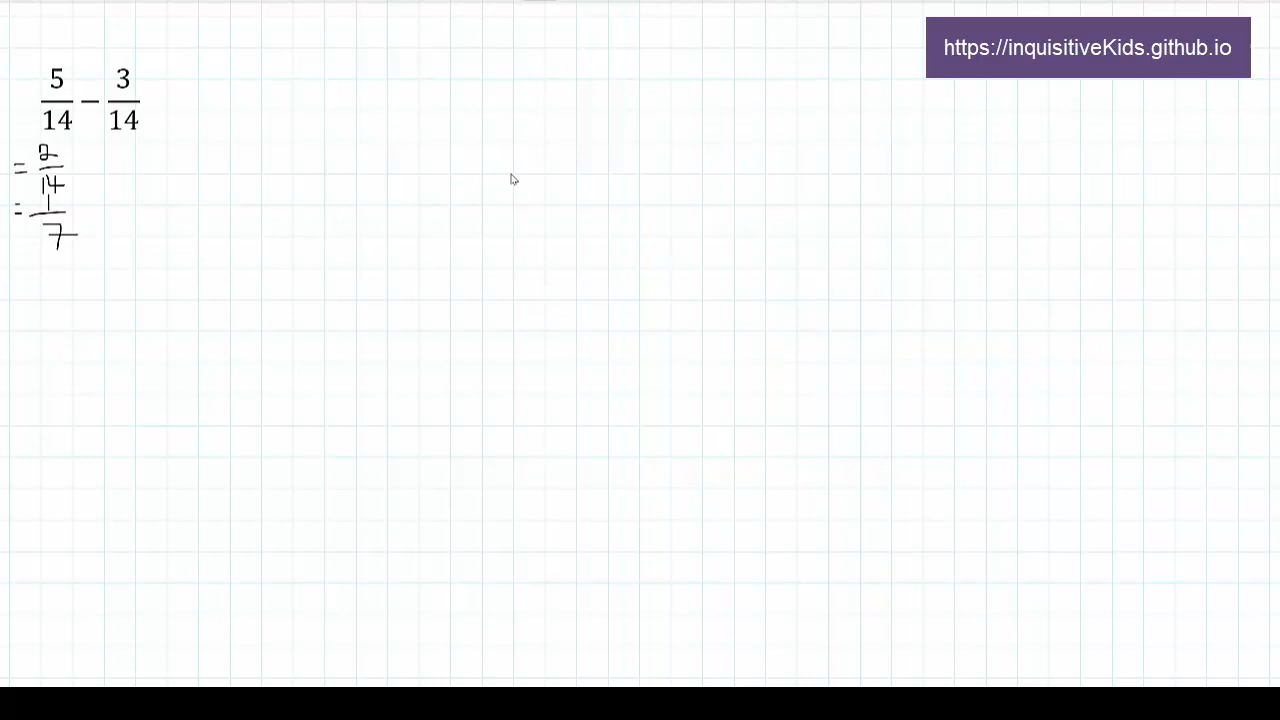 https://inquisitiveKids.github.io
5/14 − 3/14
= 2/14
= 1/7